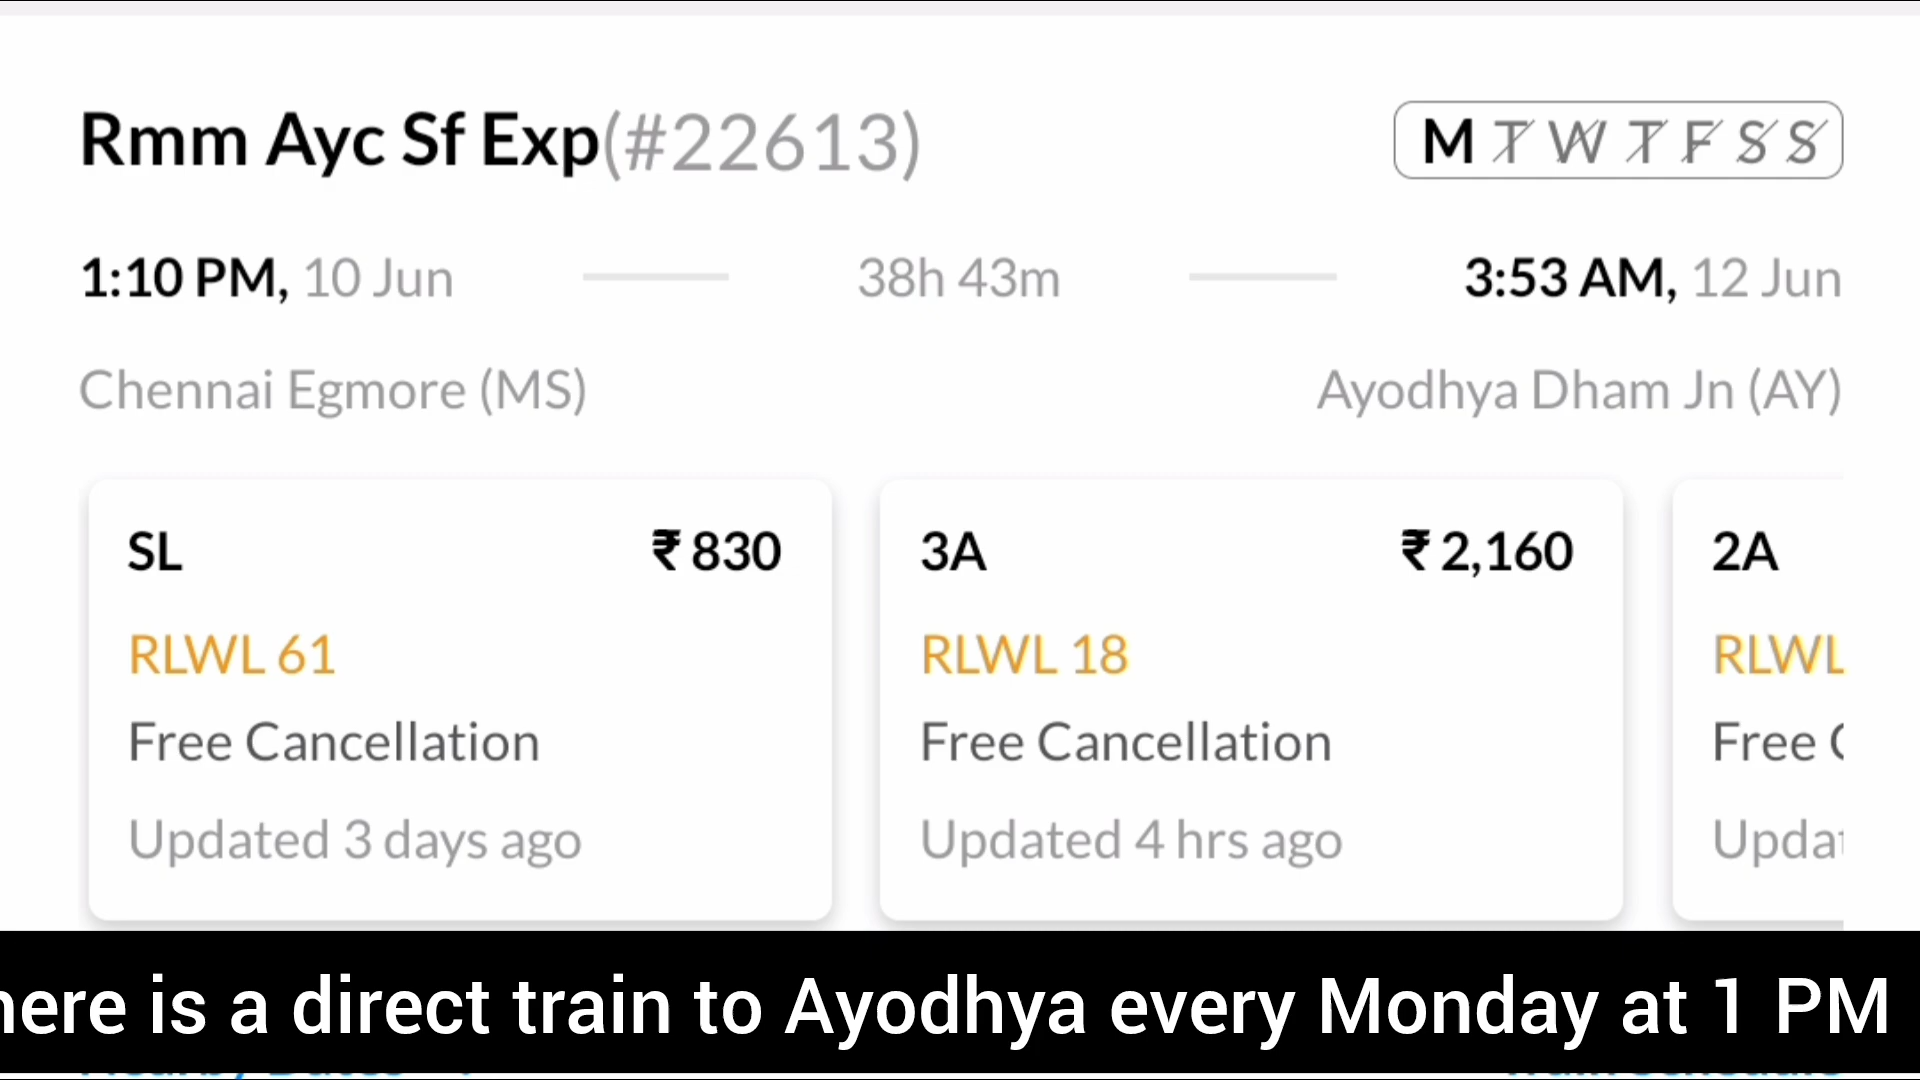 Rmm Ayc Sf Exp(#22613)
M T W T F S S
1:10 PM, 10 Jun 38h 43m 3:53 AM, 12 Jun
Chennai Egmore (MS) Ayodhya Dham Jn (AY)
SL ₹830 3A ₹2,160 2A
RLWL 61 RLWL 18 RLWL
Free Cancellation Free Cancellation Free
Updated 3 days ago Updated 4 hrs ago
here is a direct train to Ayodhya every Monday at 1 PM